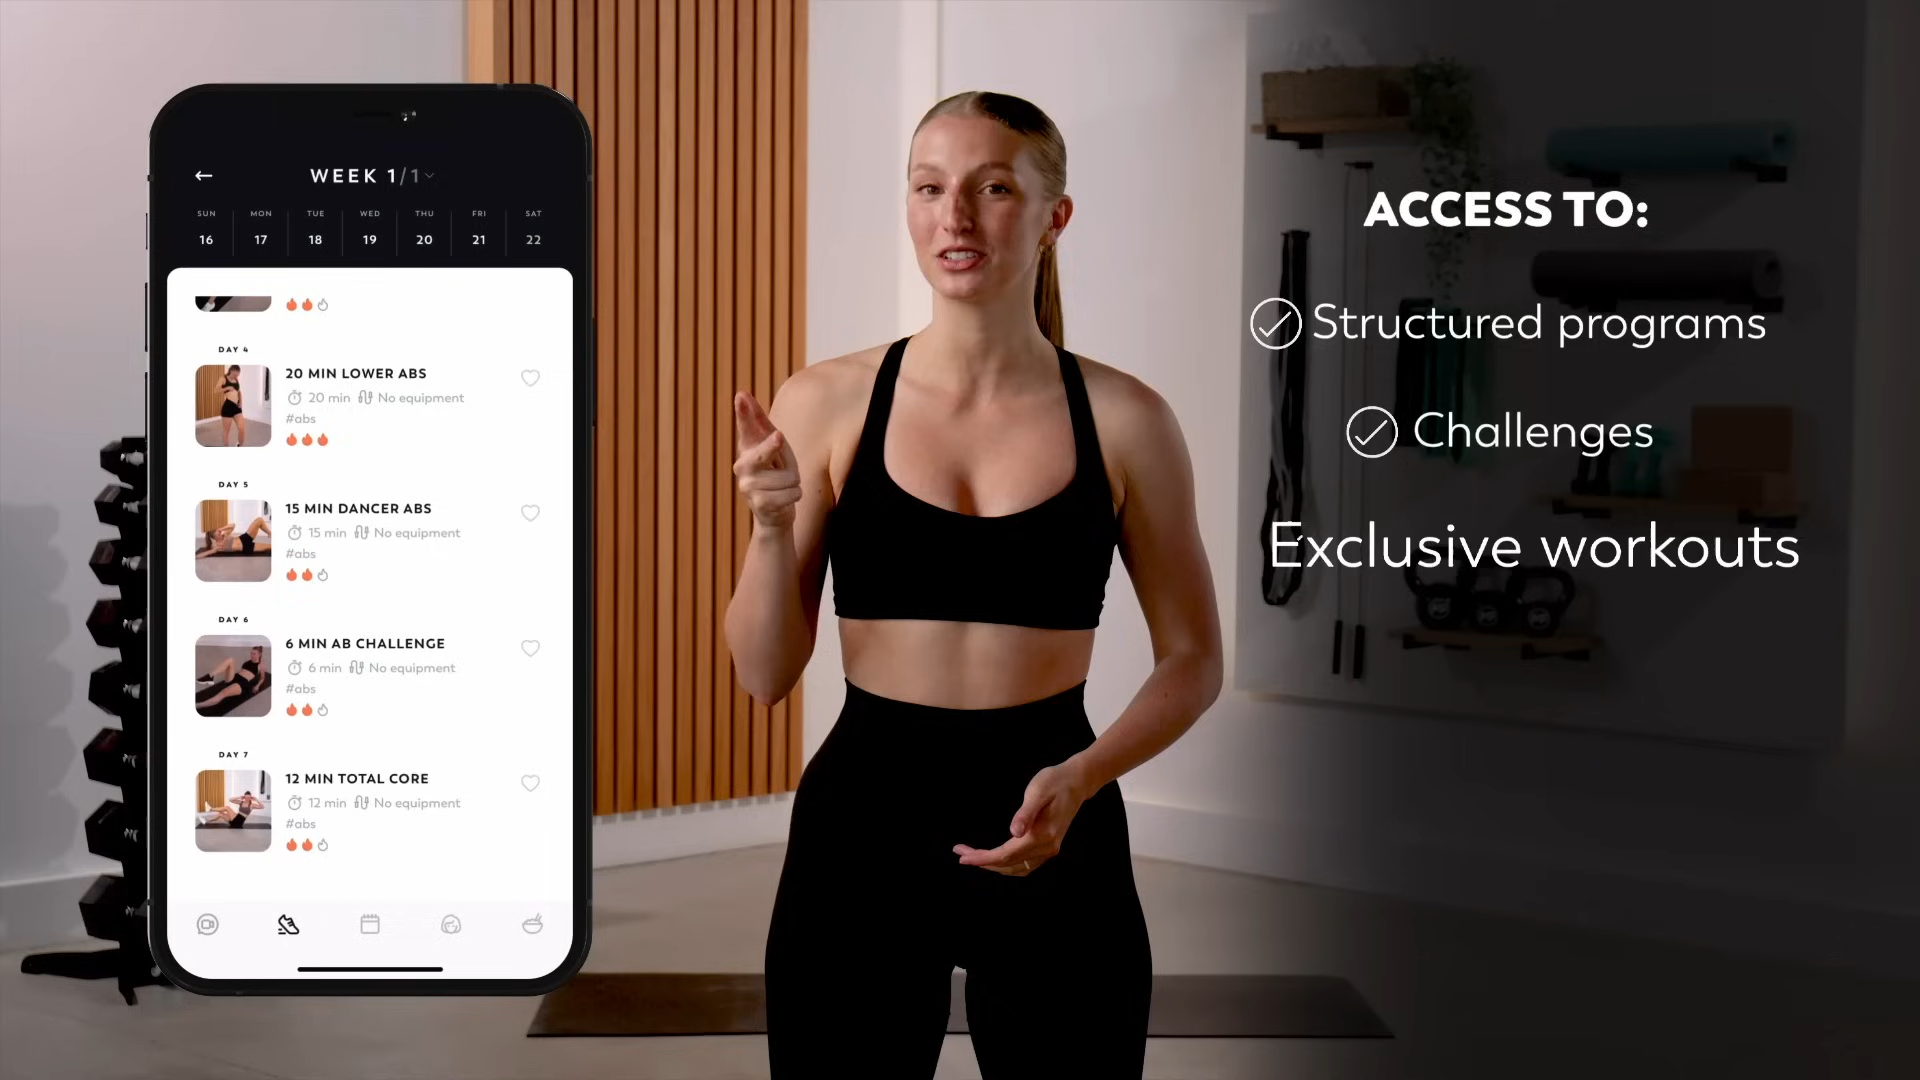 WEEK 1/1
SUN MON TUE WED THU FRI SAT
16 17 18 19 20 21 22
DAY 4
20 MIN LOWER ABS
20 min No equipment
#abs
DAY 5
15 MIN DANCER ABS
15 min No equipment
#abs
DAY 6
6 MIN AB CHALLENGE
6 min No equipment
#abs
DAY 7
12 MIN TOTAL CORE
12 min No equipment
#abs
ACCESS TO:
Structured programs
Challenges
Exclusive workouts